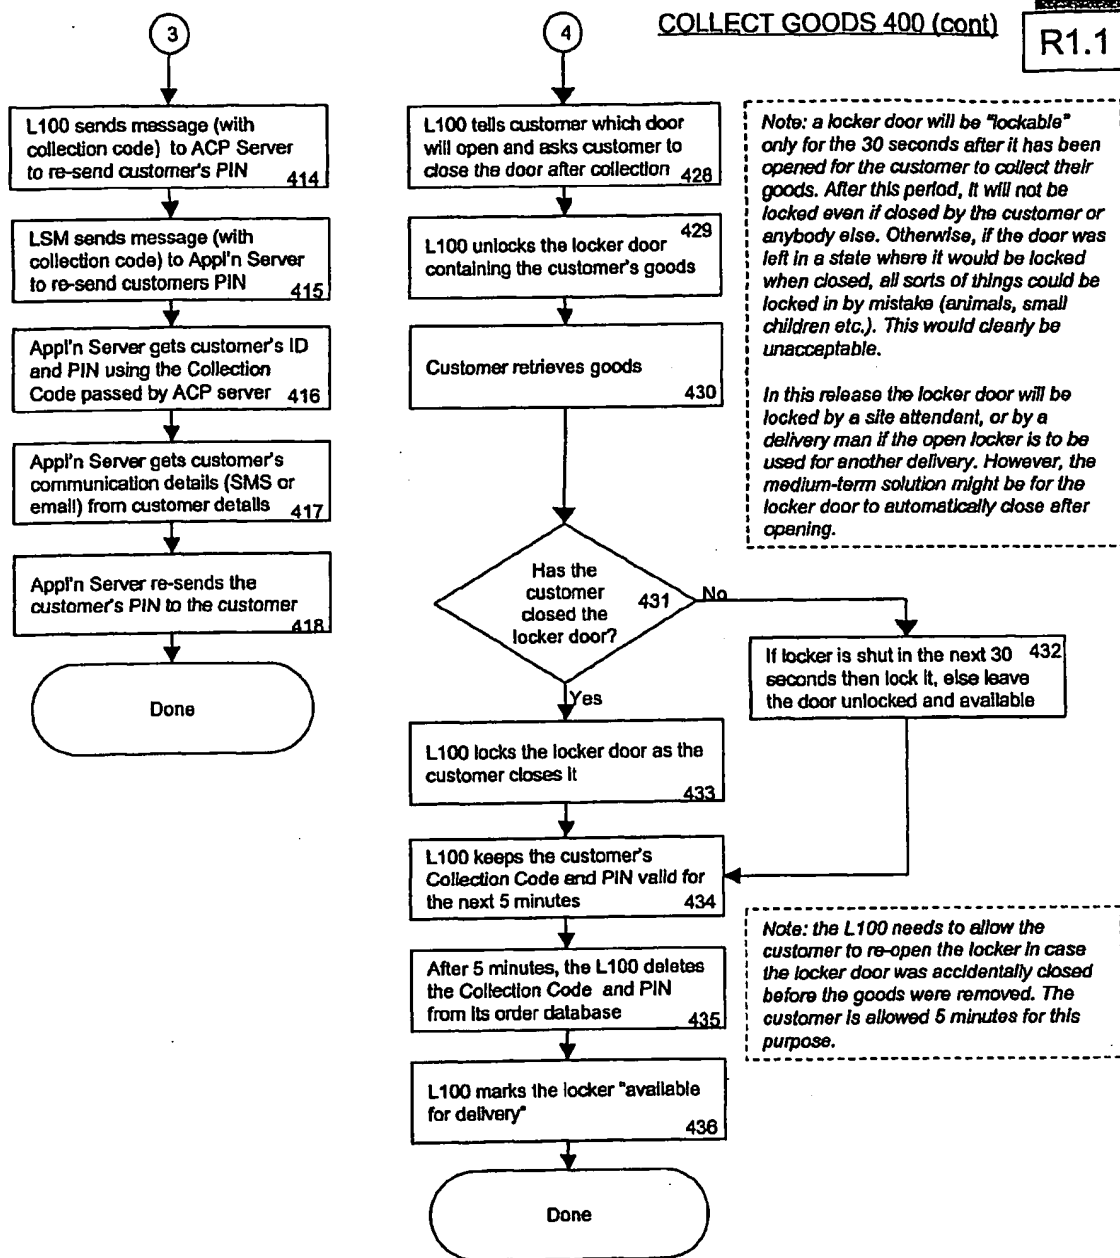 COLLECT GOODS 400 (cont)
R1.1
3
L100 sends message (with
collection code) to ACP Server
to re-send customer's PIN
414
LSM sends message (with
collection code) to Appl'n Server
to re-send customers PIN
415
Appl'n Server gets customer's ID
and PIN using the Collection
Code passed by ACP server 416
Appl'n Server gets customer's
communication details (SMS or
email) from customer details 417
Appl'n Server re-sends the
customer's PIN to the customer
418
Done
4
L100 tells customer which door
will open and asks customer to
close the door after collection 428
429
L100 unlocks the locker door
containing the customer's goods
Customer retrieves goods
430
Has the
customer
closed the
locker door?
431
No
Yes
If locker is shut in the next 30
seconds then lock it, else leave
the door unlocked and available
432
L100 locks the locker door as the
customer closes it
433
L100 keeps the customer's
Collection Code and PIN valid for
the next 5 minutes 434
After 5 minutes, the L100 deletes
the Collection Code and PIN
from its order database 435
L100 marks the locker "available
for delivery"
436
Done
Note: a locker door will be "lockable"
only for the 30 seconds after it has been
opened for the customer to collect their
goods. After this period, it will not be
locked even if closed by the customer or
anybody else. Otherwise, if the door was
left in a state where it would be locked
when closed, all sorts of things could be
locked in by mistake (animals, small
children etc.). This would clearly be
unacceptable.
In this release the locker door will be
locked by a site attendant, or by a
delivery man if the open locker is to be
used for another delivery. However, the
medium-term solution might be for the
locker door to automatically close after
opening.
Note: the L100 needs to allow the
customer to re-open the locker in case
the locker door was accidentally closed
before the goods were removed. The
customer is allowed 5 minutes for this
purpose.